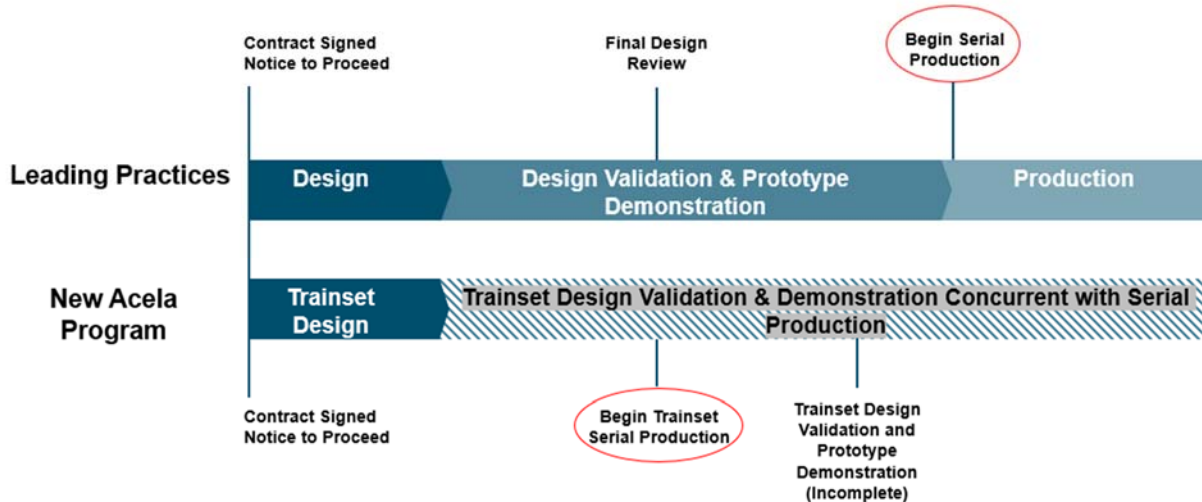 Contract Signed
Notice to Proceed
Final Design
Review
Begin Serial
Production
Leading Practices
Design
Design Validation & Prototype
Demonstration
Production
New Acela
Program
Trainset
Design
Trainset Design Validation & Demonstration Concurrent with Serial
Production
Contract Signed
Notice to Proceed
Begin Trainset
Serial Production
Trainset Design
Validation and
Prototype
Demonstration
(Incomplete)